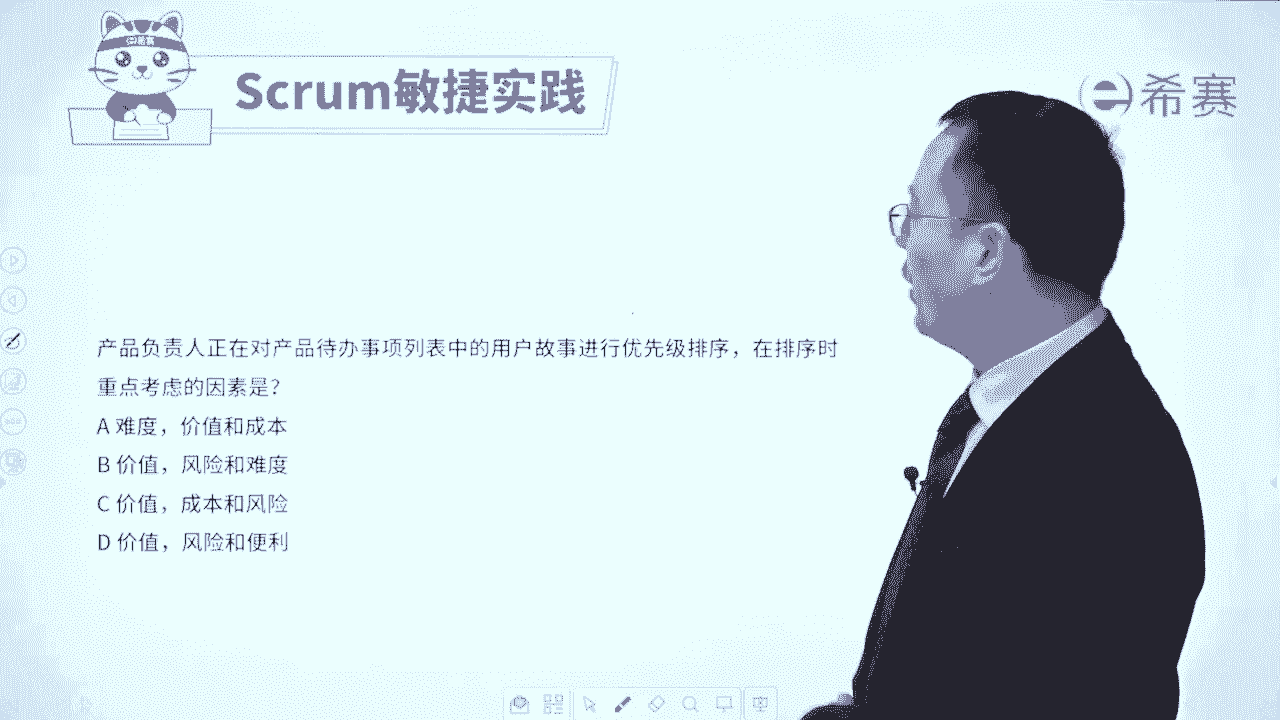 Scrum敏捷实践
希赛
产品负责人正在对产品待办事项列表中的用户故事进行优先级排序，在排序时
重点考虑的因素是？
A 难度，价值和成本
B 价值，风险和难度
C 价值，成本和风险
D 价值，风险和便利